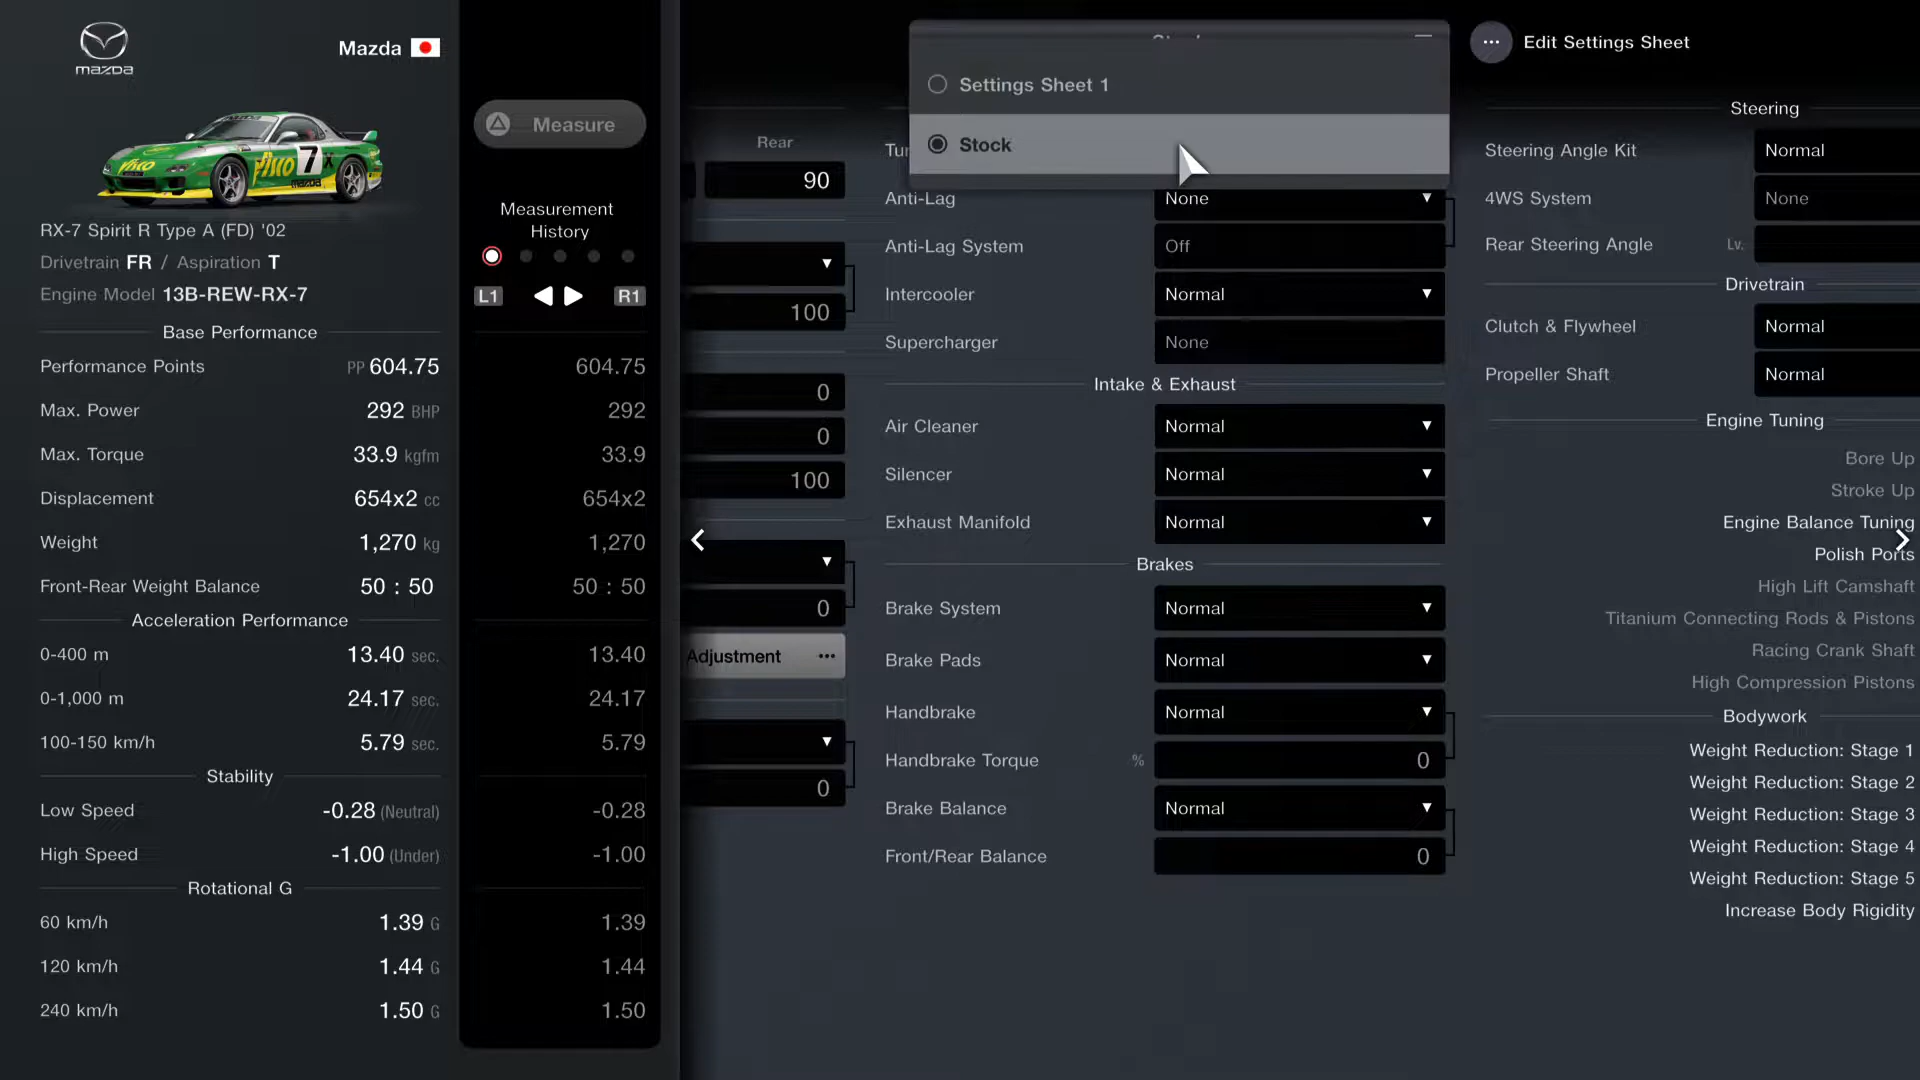 mazda
Mazda
VISCO
7
RX-7 Spirit R Type A (FD) '02
Drivetrain FR / Aspiration T
Engine Model 13B-REW-RX-7
Base Performance
Performance Points PP 604.75
Max. Power 292 BHP
Max. Torque 33.9 kgfm
Displacement 654x2 cc
Weight 1,270 kg
Front-Rear Weight Balance 50 : 50
Acceleration Performance
0-400 m 13.40 sec.
0-1,000 m 24.17 sec.
100-150 km/h 5.79 sec.
Stability
Low Speed -0.28 (Neutral)
High Speed -1.00 (Under)
Rotational G
60 km/h 1.39 G
120 km/h 1.44 G
240 km/h 1.50 G
Measure
Measurement
History
L1 R1
604.75
292
33.9
654x2
1,270
50 : 50
13.40
24.17
5.79
-0.28
-1.00
1.39
1.44
1.50
Rear
90
100
0
0
100
0
Adjustment ...
0
Settings Sheet 1
Stock
Anti-Lag None
Anti-Lag System Off
Intercooler Normal
Supercharger None
Intake & Exhaust
Air Cleaner Normal
Silencer Normal
Exhaust Manifold Normal
Brakes
Brake System Normal
Brake Pads Normal
Handbrake Normal
Handbrake Torque % 0
Brake Balance Normal
Front/Rear Balance 0
... Edit Settings Sheet
Steering
Steering Angle Kit Normal
4WS System None
Rear Steering Angle Lv.
Drivetrain
Clutch & Flywheel Normal
Propeller Shaft Normal
Engine Tuning
Bore Up
Stroke Up
Engine Balance Tuning
Polish Ports
High Lift Camshaft
Titanium Connecting Rods & Pistons
Racing Crank Shaft
High Compression Pistons
Bodywork
Weight Reduction: Stage 1
Weight Reduction: Stage 2
Weight Reduction: Stage 3
Weight Reduction: Stage 4
Weight Reduction: Stage 5
Increase Body Rigidity